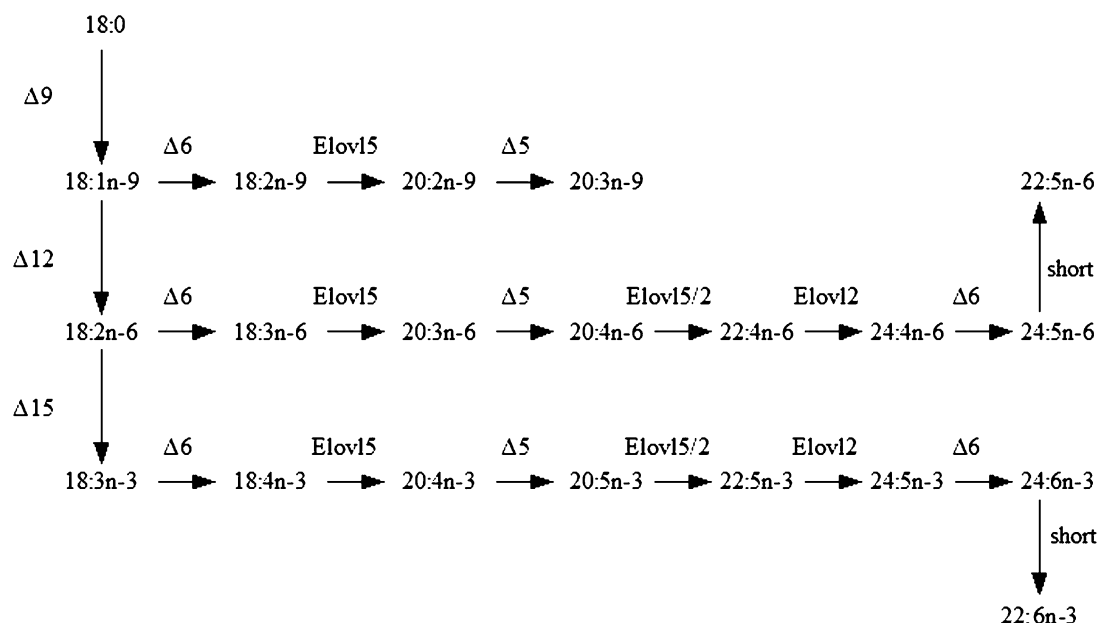 18:0
Δ9
Δ6 Elovl5 Δ5
18:1n-9 18:2n-9 20:2n-9 20:3n-9 22:5n-6
Δ12 short
Δ6 Elovl5 Δ5 Elovl5/2 Elovl2 Δ6
18:2n-6 18:3n-6 20:3n-6 20:4n-6 22:4n-6 24:4n-6 24:5n-6
Δ15
Δ6 Elovl5 Δ5 Elovl5/2 Elovl2 Δ6
18:3n-3 18:4n-3 20:4n-3 20:5n-3 22:5n-3 24:5n-3 24:6n-3
short
22:6n-3